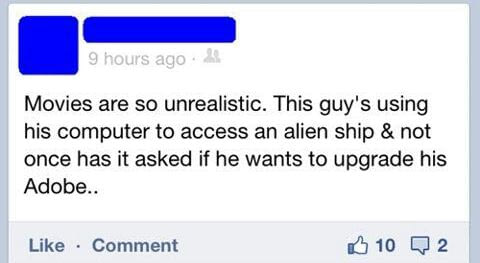 9 hours ago ·
Movies are so unrealistic. This guy's using
his computer to access an alien ship & not
once has it asked if he wants to upgrade his
Adobe..
Like · Comment 10 2